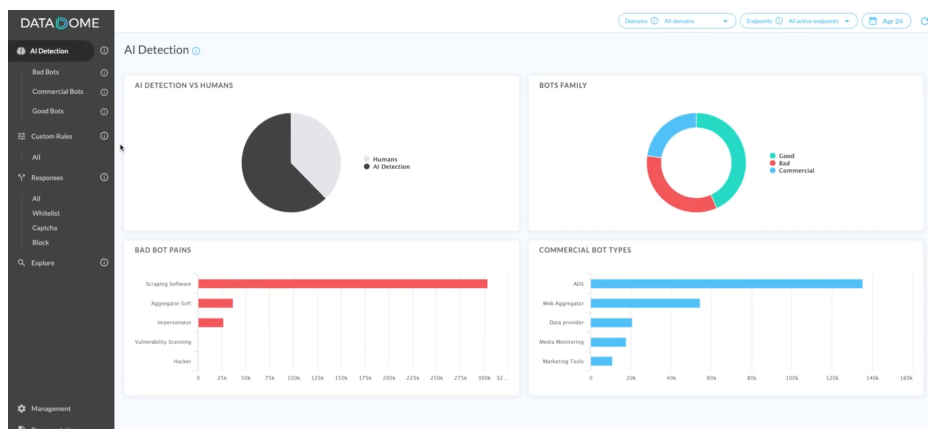 DATADOME
Domains All domains
Endpoints All active endpoints
Apr 24
AI Detection
Bad Bots
Commercial Bots
Good Bots
Custom Rules
All
Responses
All
Whitelist
Captcha
Block
Explore
Management
AI Detection
AI DETECTION VS HUMANS
Humans
AI Detection
BOTS FAMILY
Good
Bad
Commercial
BAD BOT PAINS
Scraping Software
Aggregator Soft
Impersonator
Vulnerability Scanning
Hacker
0 25k 50k 75k 100k 125k 150k 175k 200k 225k 250k 275k 300k 32...
COMMERCIAL BOT TYPES
ADS
Web Aggregator
Data provider
Media Monitoring
Marketing Tools
0 20k 40k 60k 80k 100k 120k 140k 160k